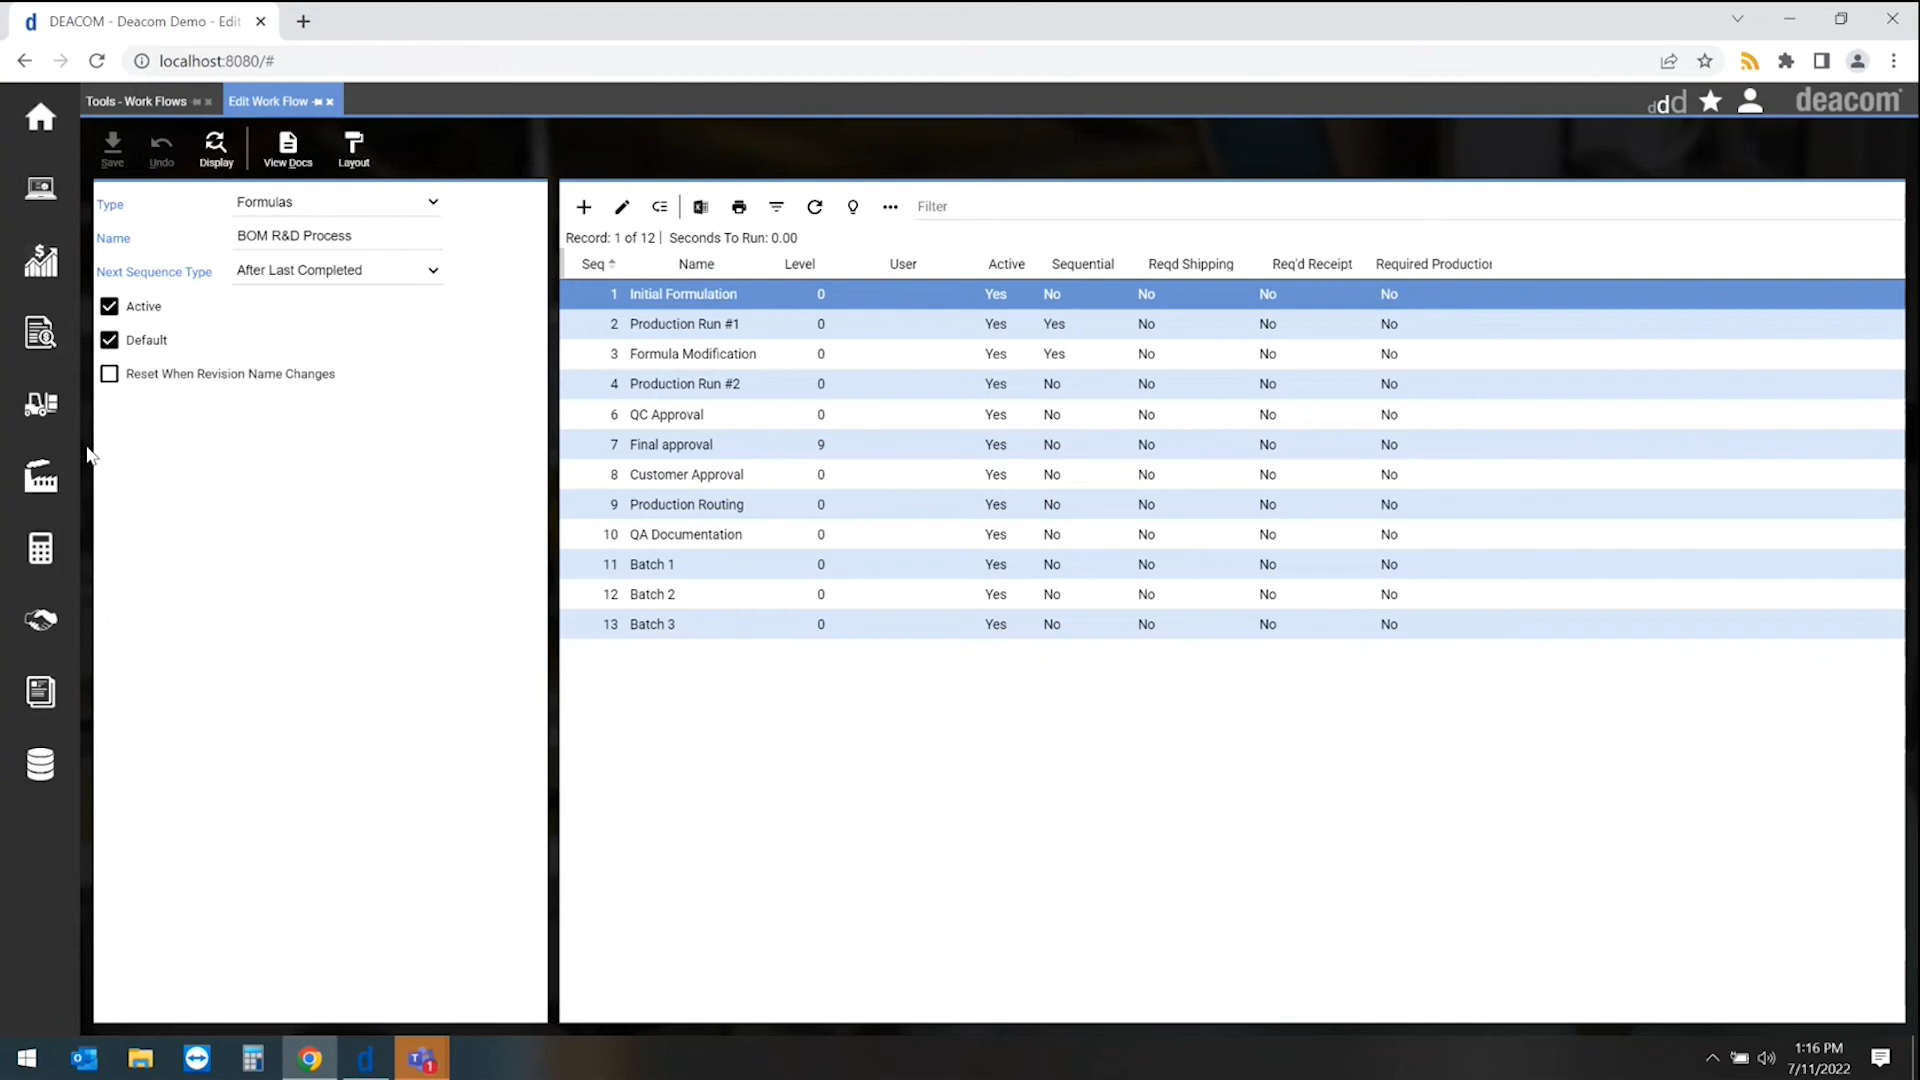 DEACOM - Deacom Demo - Edit
localhost:8080/#
Tools - Work Flows
Edit Work Flow
ddd
deacom
Save
Undo
Display
View Docs
Layout
Type
Formulas
Name
BOM R&D Process
Next Sequence Type
After Last Completed
Active
Default
Reset When Revision Name Changes
Filter
Record: 1 of 12 | Seconds To Run: 0.00
Seq Name Level User Active Sequential Reqd Shipping Req'd Receipt Required Production
1 Initial Formulation 0 Yes No No No No
2 Production Run #1 0 Yes Yes No No No
3 Formula Modification 0 Yes Yes No No No
4 Production Run #2 0 Yes No No No No
6 QC Approval 0 Yes No No No No
7 Final approval 9 Yes No No No No
8 Customer Approval 0 Yes No No No No
9 Production Routing 0 Yes No No No No
10 QA Documentation 0 Yes No No No No
11 Batch 1 0 Yes No No No No
12 Batch 2 0 Yes No No No No
13 Batch 3 0 Yes No No No No
1:16 PM
7/11/2022